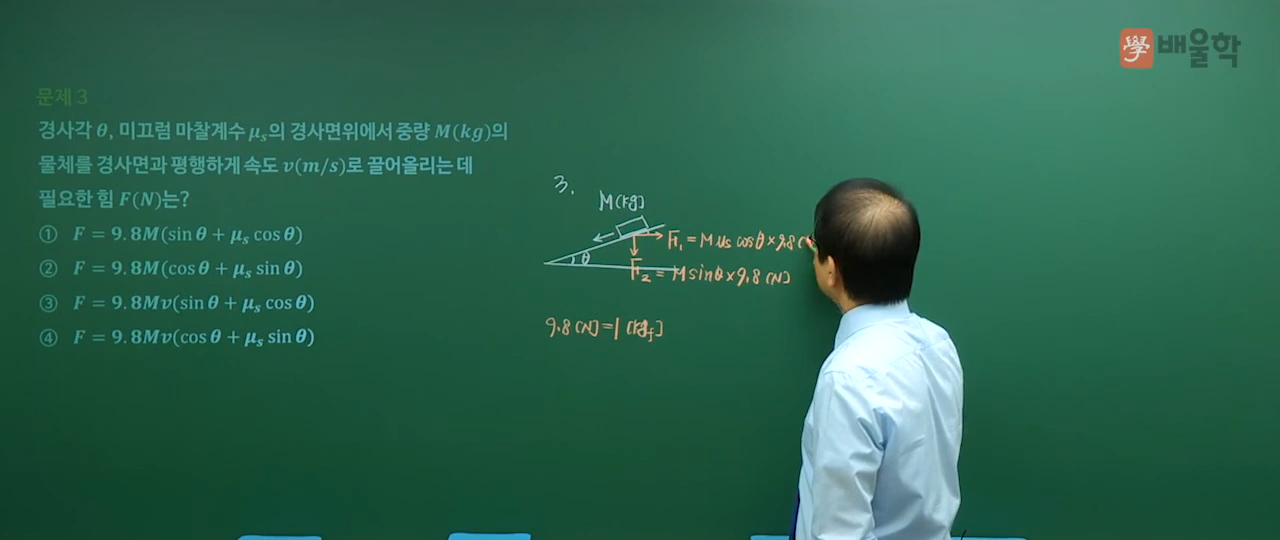 學 배울학
문제 3
경사각 θ, 미끄럼 마찰계수 μₛ의 경사면위에서 중량 M(kg)의
물체를 경사면과 평행하게 속도 v(m/s)로 끌어올리는 데
필요한 힘 F(N)는?
① F = 9.8M(sin θ + μₛ cos θ)
② F = 9.8M(cos θ + μₛ sin θ)
③ F = 9.8Mv(sin θ + μₛ cos θ)
④ F = 9.8Mv(cos θ + μₛ sin θ)
3.
M[kg]
F₁ = M μs cosθ × 9.8
θ
F₂ = M sinθ × 9.8 [N]
9.8 [N] = 1 [kgf]